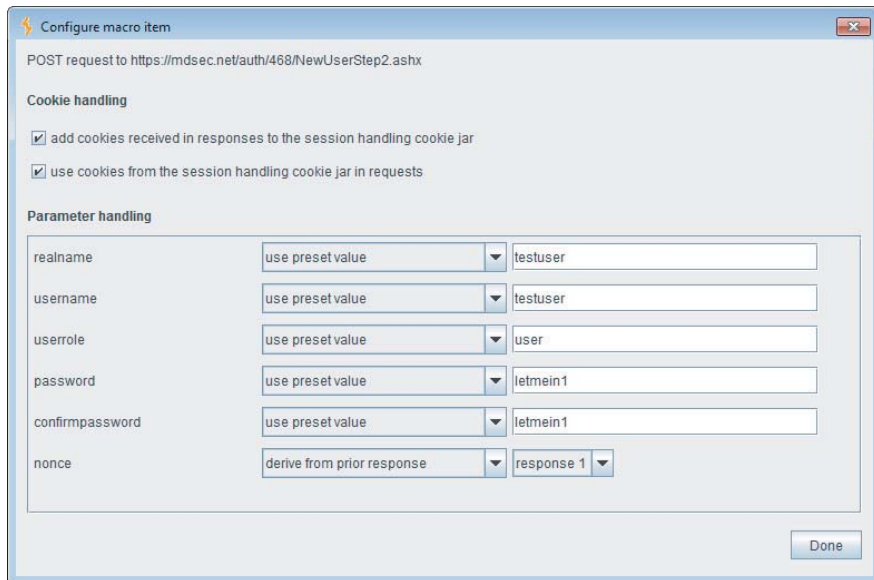 Configure macro item
POST request to https://mdsec.net/auth/468/NewUserStep2.ashx
Cookie handling
add cookies received in responses to the session handling cookie jar
use cookies from the session handling cookie jar in requests
Parameter handling
realname use preset value testuser
username use preset value testuser
userrole use preset value user
password use preset value letmein1
confirmpassword use preset value letmein1
nonce derive from prior response response 1
Done